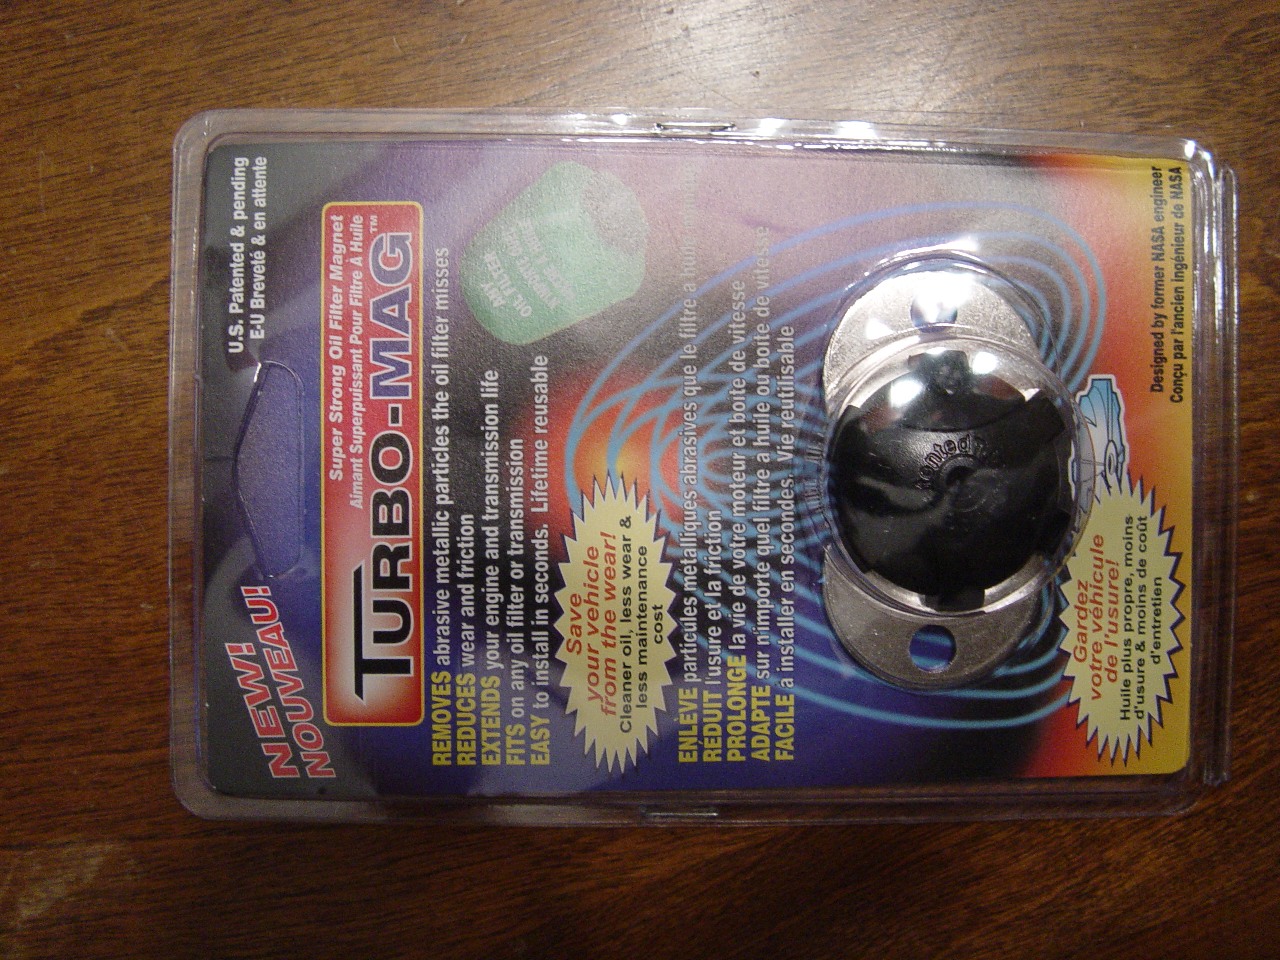 NEW!
NOUVEAU!
U.S. Patented & pending
E-U Breveté & en attente
Super Strong Oil Filter Magnet
Aimant Superpuissant Pour Filtre À Huile
TURBO-MAG™
REMOVES abrasive metallic particles the oil filter misses
REDUCES wear and friction
EXTENDS your engine and transmission life
FITS on any oil filter or transmission
EASY to install in seconds. Lifetime reusable
OIL FILTER
Save
your vehicle
from the wear!
Cleaner oil, less wear &
less maintenance
cost
ENLÈVE particules métalliques abrasives que le filtre a
REDUIT l'usure et la friction
PROLONGE la vie de votre moteur et boite de vitesse
ADAPTE sur n'importe quel filtre a huile ou boite de vitesse
FACILE à installer en secondes. Vie reutilisable
Gardez
votre véhicule
de l'usure!
Huile plus propre, moins
d'usure & moins de coût
d'entretien
Designed by former NASA engineer
Conçu par l'ancien ingénieur de NASA